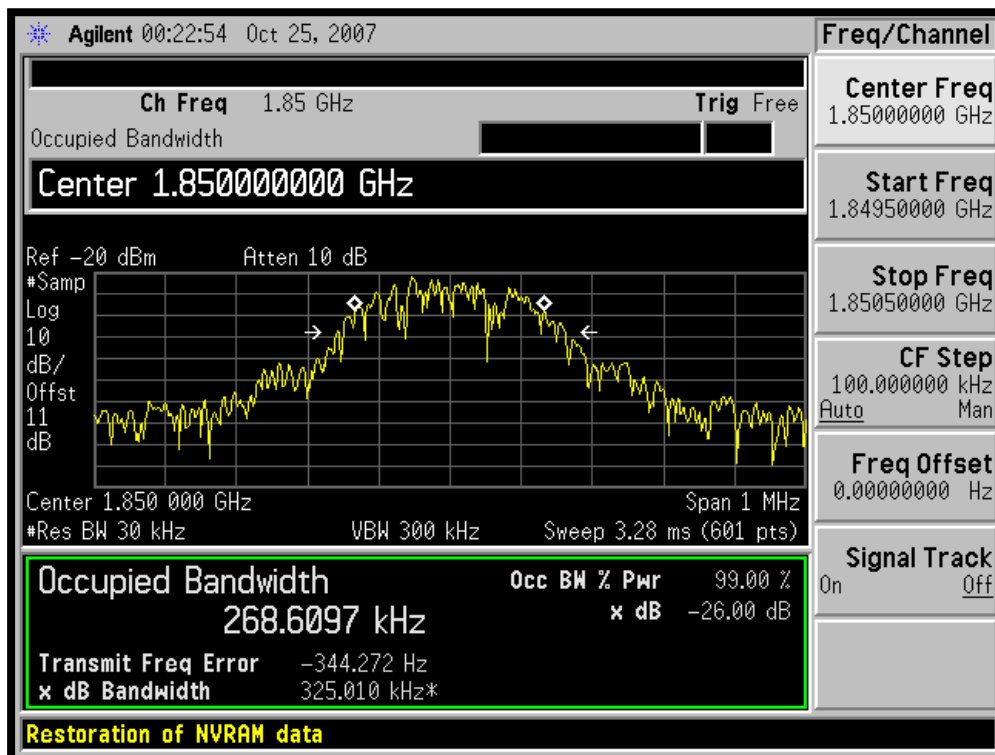 Agilent 00:22:54 Oct 25, 2007
Freq/Channel
Ch Freq 1.85 GHz Trig Free
Occupied Bandwidth
Center 1.850000000 GHz
Ref -20 dBm Atten 10 dB
#Samp
Log
10
dB/
Offst
11
dB
Center 1.850 000 GHz Span 1 MHz
#Res BW 30 kHz VBW 300 kHz Sweep 3.28 ms (601 pts)
Occupied Bandwidth
268.6097 kHz
Occ BW % Pwr 99.00 %
x dB -26.00 dB
Transmit Freq Error -344.272 Hz
x dB Bandwidth 325.010 kHz*
Restoration of NVRAM data
Center Freq
1.85000000 GHz
Start Freq
1.84950000 GHz
Stop Freq
1.85050000 GHz
CF Step
100.000000 kHz
Auto Man
Freq Offset
0.00000000 Hz
Signal Track
On Off